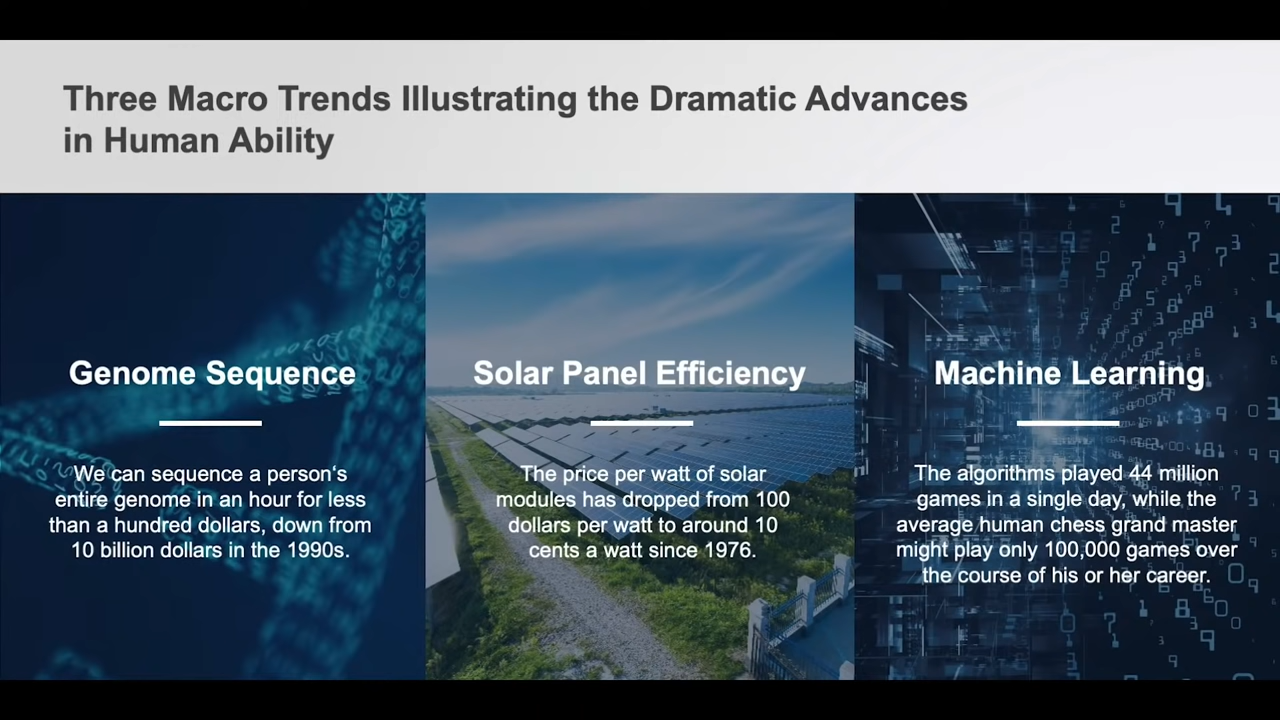 Three Macro Trends Illustrating the Dramatic Advances
in Human Ability
Genome Sequence
We can sequence a person‘s
entire genome in an hour for less
than a hundred dollars, down from
10 billion dollars in the 1990s.
Solar Panel Efficiency
The price per watt of solar
modules has dropped from 100
dollars per watt to around 10
cents a watt since 1976.
Machine Learning
The algorithms played 44 million
games in a single day, while the
average human chess grand master
might play only 100,000 games over
the course of his or her career.